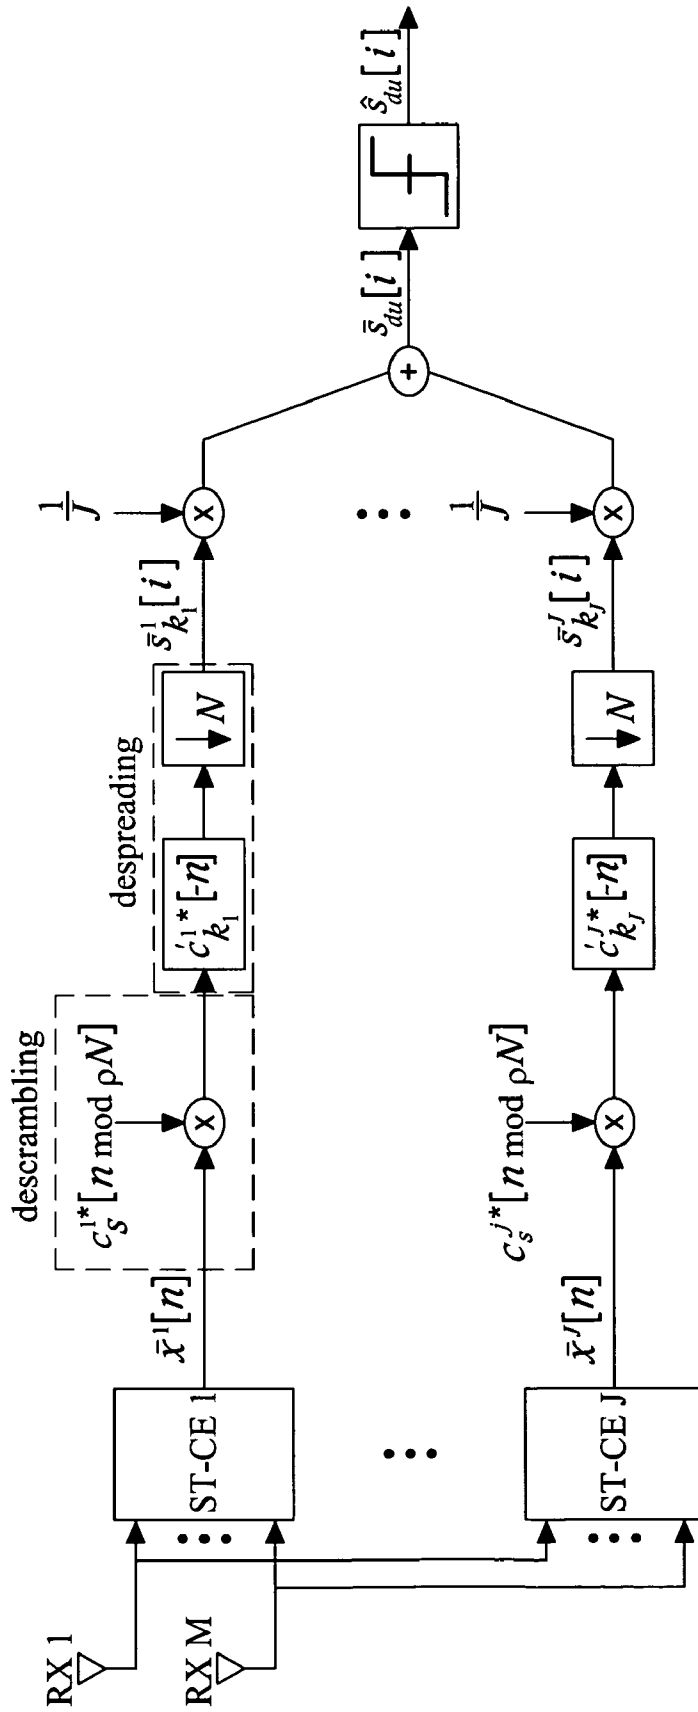 RX 1
RX M
ST-CE 1
x̄¹[n]
descrambling
c_s^{1*}[n mod ρN]
x
despreading
c'^{1*}_{k_1}[-n]
↓N
s̄^1_{k_1}[i]
1/J
x
+
s̄_{du}[i]
ŝ_{du}[i]
ST-CE J
x̄^J[n]
c_s^{j*}[n mod ρN]
x
c'^{J*}_{k_J}[-n]
↓N
s̄^J_{k_J}[i]
1/J
x